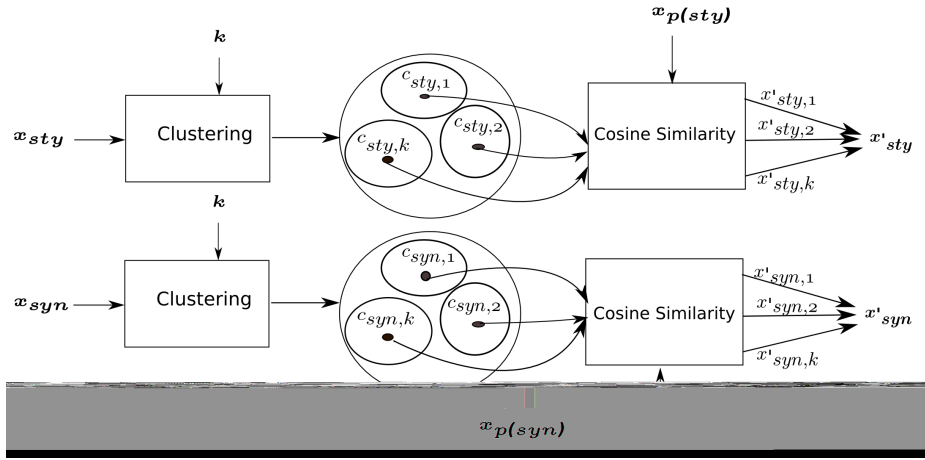 x_p(sty)
k
x_sty
Clustering
c_sty,1
c_sty,2
c_sty,k
Cosine Similarity
x'_sty,1
x'_sty,2
x'_sty,k
x'_sty
k
x_syn
Clustering
c_syn,1
c_syn,2
c_syn,k
Cosine Similarity
x'_syn,1
x'_syn,2
x'_syn,k
x'_syn
x_p(syn)